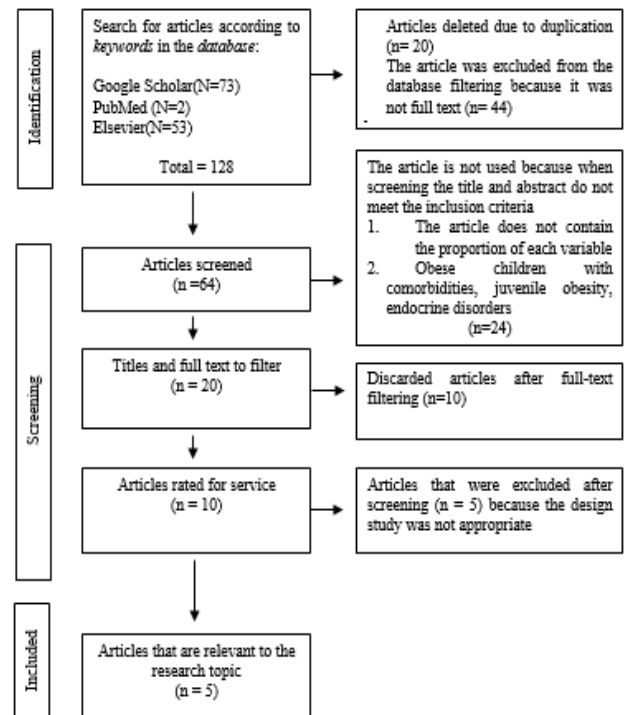 Identification
Search for articles according to
keywords in the database:
Google Scholar(N=73)
PubMed (N=2)
Elsevier(N=53)
Total = 128
Articles deleted due to duplication
(n= 20)
The article was excluded from the
database filtering because it was
not full text (n= 44)
The article is not used because when
screening the title and abstract do not
meet the inclusion criteria
1. The article does not contain
the proportion of each variable
2. Obese children with
comorbidities, juvenile obesity,
endocrine disorders
(n=24)
Screening
Articles screened
(n =64)
Titles and full text to filter
(n = 20)
Discarded articles after full-text
filtering (n=10)
Articles rated for service
(n = 10)
Articles that were excluded after
screening (n = 5) because the design
study was not appropriate
Included
Articles that are relevant to the
research topic
(n = 5)